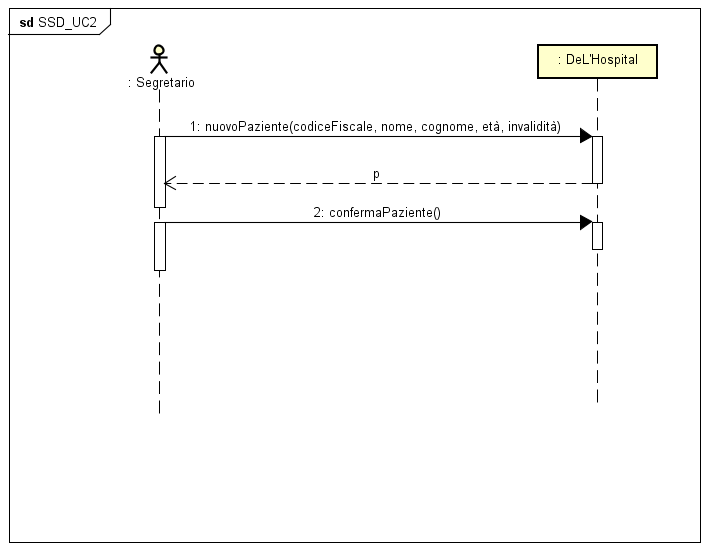 sd SSD_UC2
: Segretario
: DeL'Hospital
1: nuovoPaziente(codiceFiscale, nome, cognome, età, invalidità)
p
2: confermaPaziente()